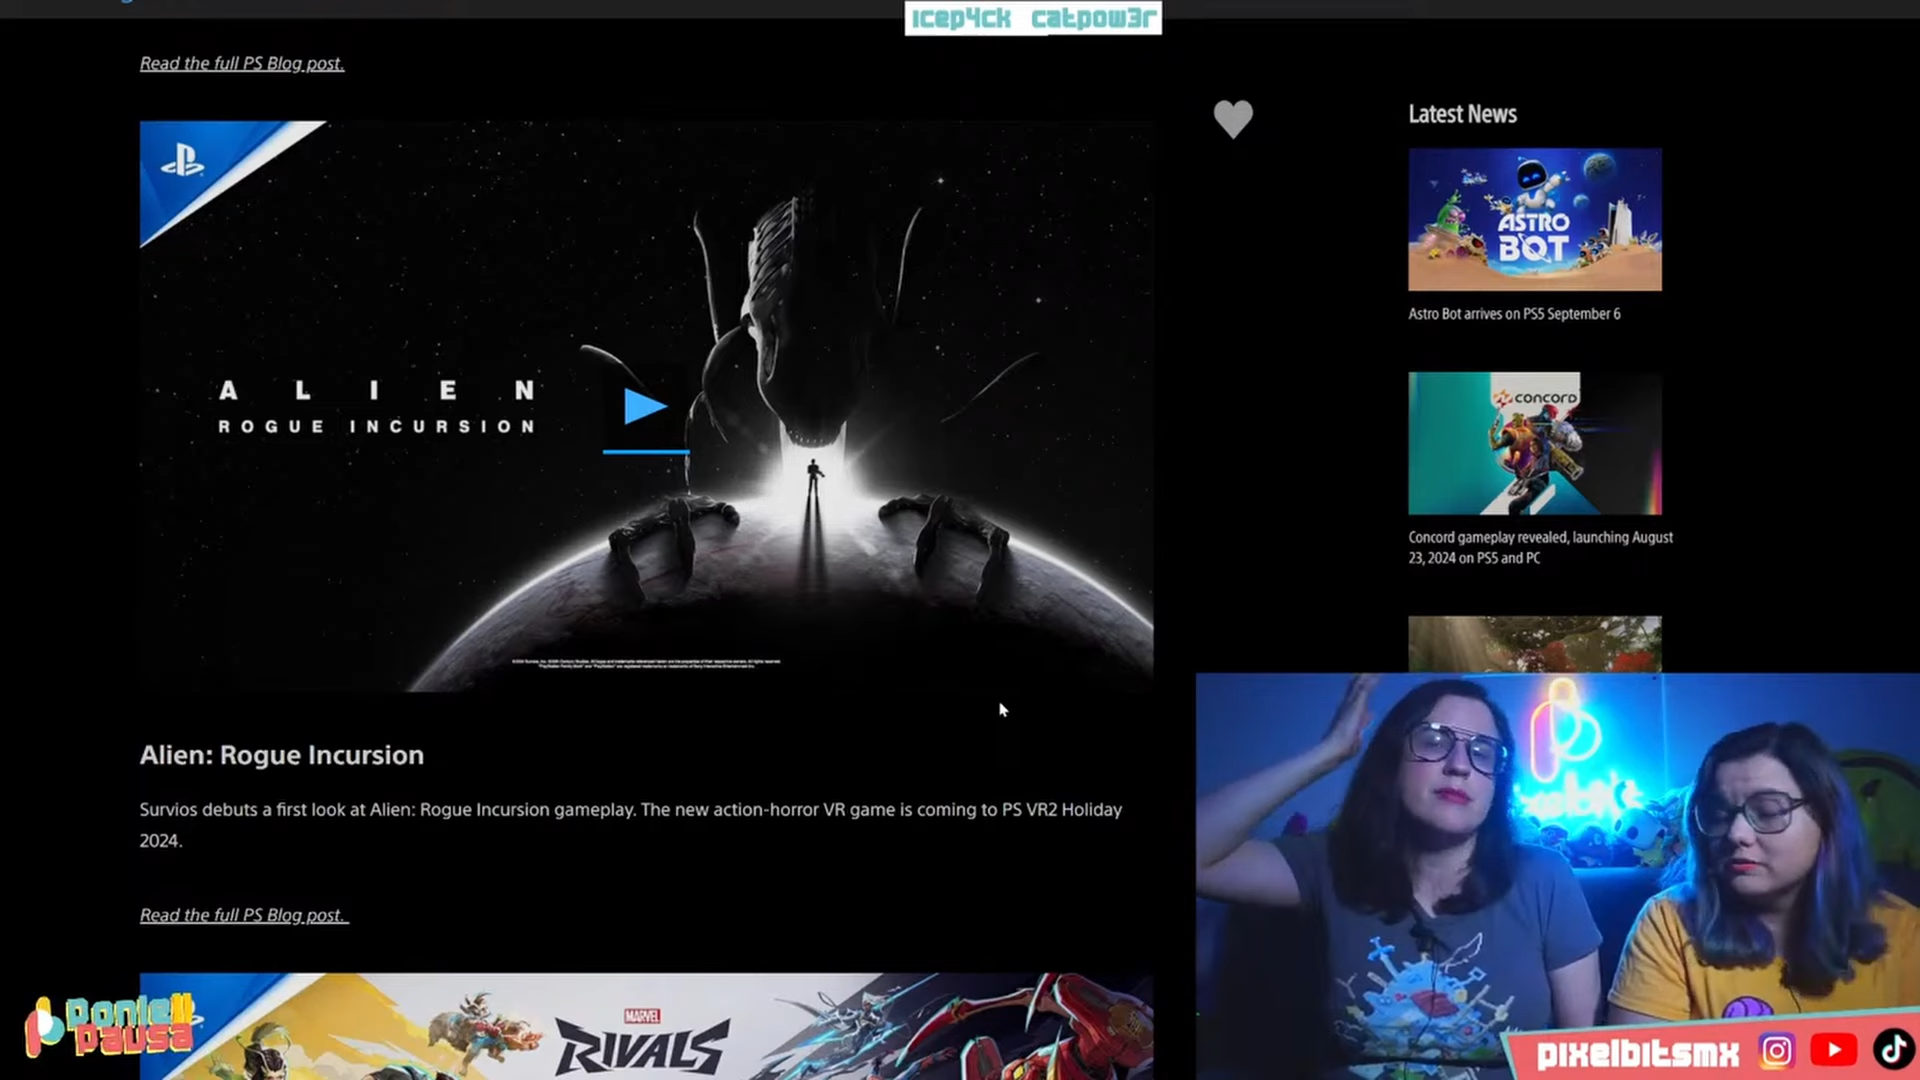 icep4ck catpow3r
Read the full PS Blog post.
ALIEN
ROGUE INCURSION
Alien: Rogue Incursion
Survios debuts a first look at Alien: Rogue Incursion gameplay. The new action-horror VR game is coming to PS VR2 Holiday
2024.
Read the full PS Blog post.
MARVEL
RIVALS
Latest News
ASTRO
BOT
Astro Bot arrives on PS5 September 6
CONCORD
Concord gameplay revealed, launching August
23, 2024 on PS5 and PC
Ponle
Pausa
pixelbitsmx